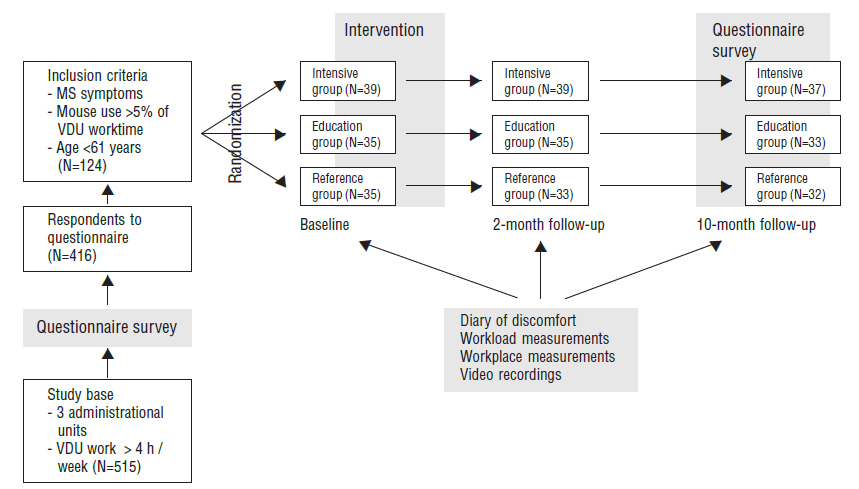 Intervention
Questionnaire
survey
Inclusion criteria
- MS symptoms
- Mouse use >5% of
VDU worktime
- Age <61 years
(N=124)
Randomization
Intensive
group (N=39)
Intensive
group (N=39)
Intensive
group (N=37)
Education
group (N=35)
Education
group (N=35)
Education
group (N=33)
Reference
group (N=35)
Reference
group (N=33)
Reference
group (N=32)
Baseline
2-month follow-up
10-month follow-up
Respondents to
questionnaire
(N=416)
Questionnaire survey
Diary of discomfort
Workload measurements
Workplace measurements
Video recordings
Study base
- 3 administrational
units
- VDU work > 4 h /
week (N=515)